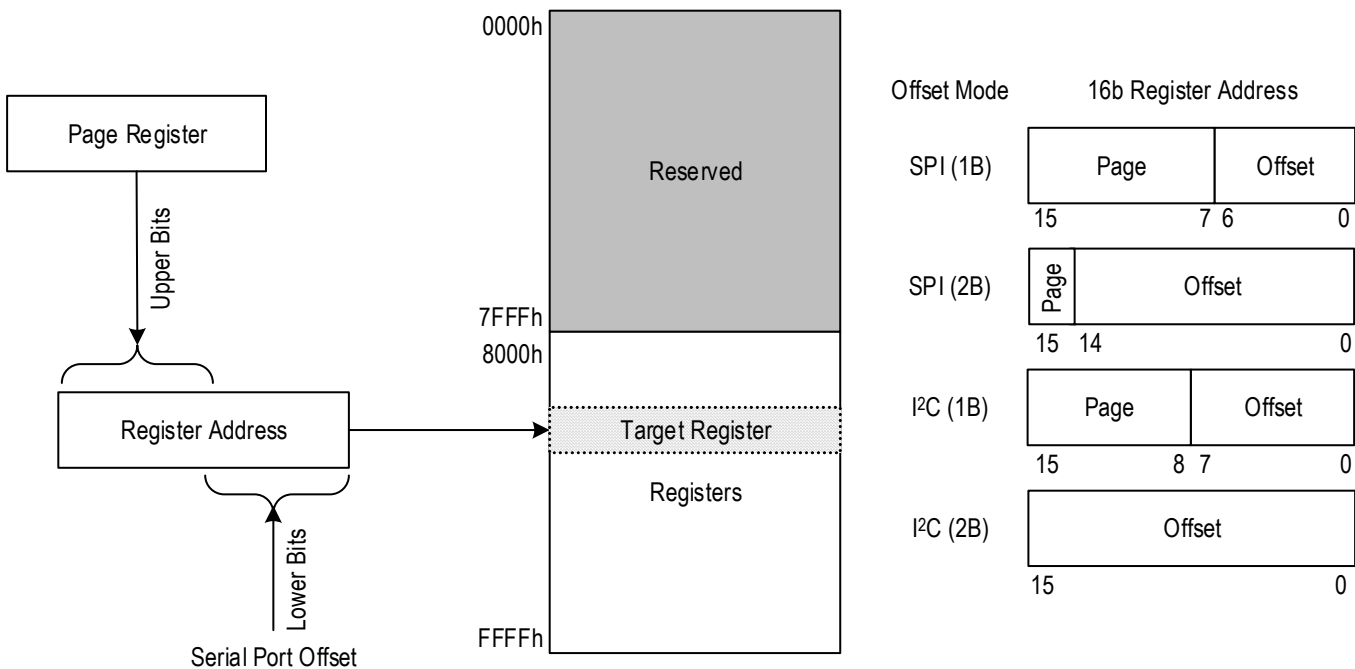 0000h
Page Register
Upper Bits
Reserved
7FFFh
8000h
Register Address
Target Register
Registers
Lower Bits
FFFFh
Serial Port Offset
Offset Mode 16b Register Address
SPI (1B) Page Offset
15 7 6 0
SPI (2B) Page Offset
15 14 0
I²C (1B) Page Offset
15 8 7 0
I²C (2B) Offset
15 0